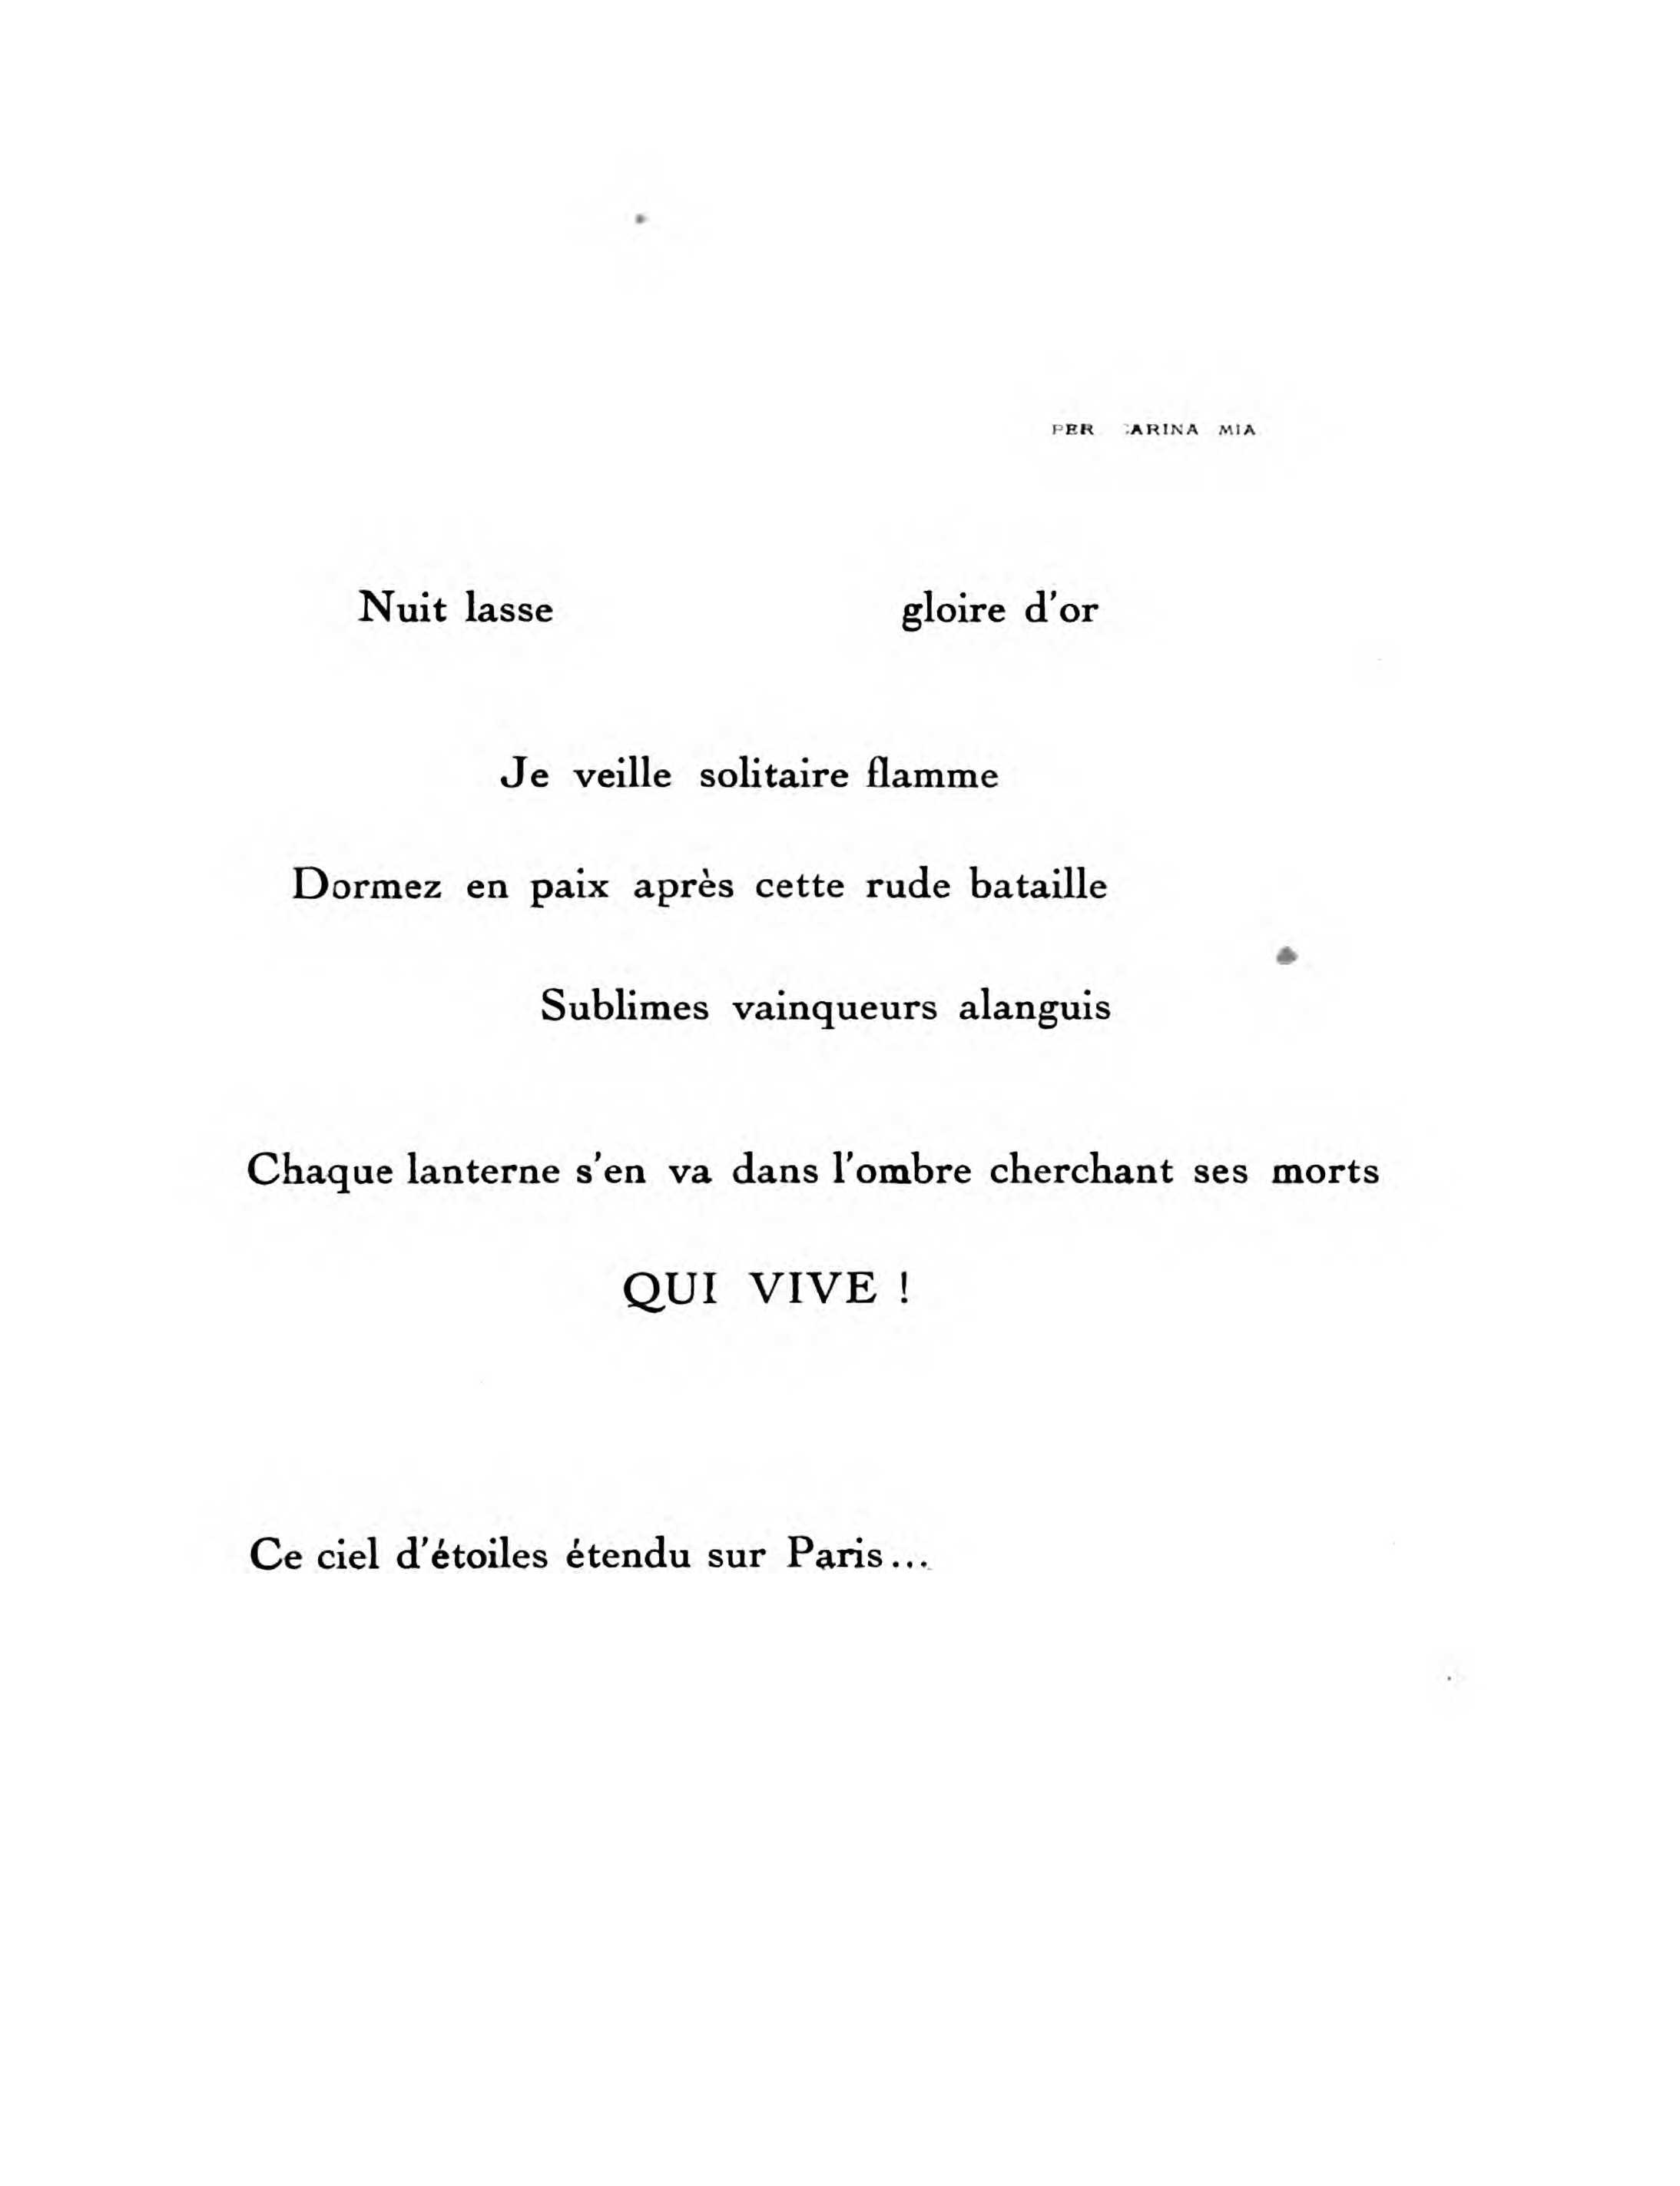 PER CARINA MIA
Nuit lasse gloire d'or
Je veille solitaire flamme
Dormez en paix après cette rude bataille
Sublimes vainqueurs alanguis
Chaque lanterne s'en va dans l'ombre cherchant ses morts
QUI VIVE !
Ce ciel d'étoiles étendu sur Paris...